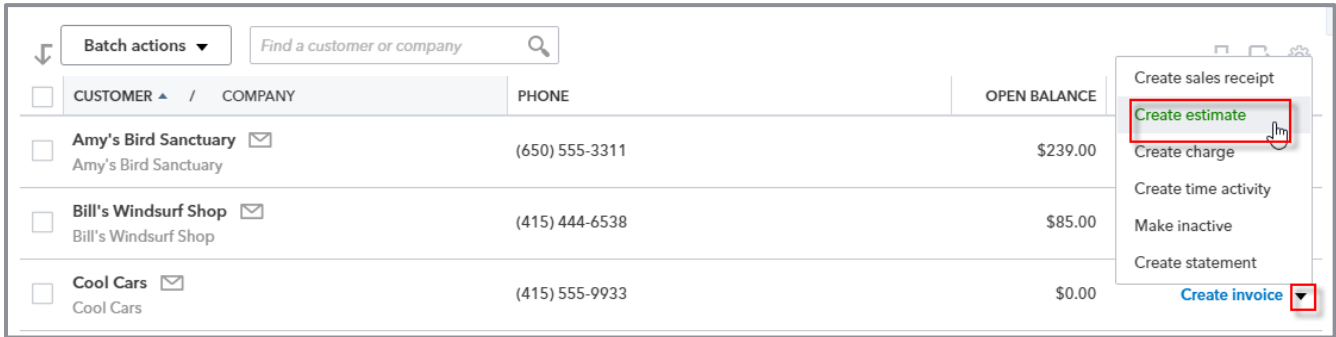 Batch actions
Find a customer or company
CUSTOMER / COMPANY PHONE OPEN BALANCE
Amy's Bird Sanctuary (650) 555-3311 $239.00
Amy's Bird Sanctuary
Bill's Windsurf Shop (415) 444-6538 $85.00
Bill's Windsurf Shop
Cool Cars (415) 555-9933 $0.00 Create invoice
Cool Cars
Create sales receipt
Create estimate
Create charge
Create time activity
Make inactive
Create statement